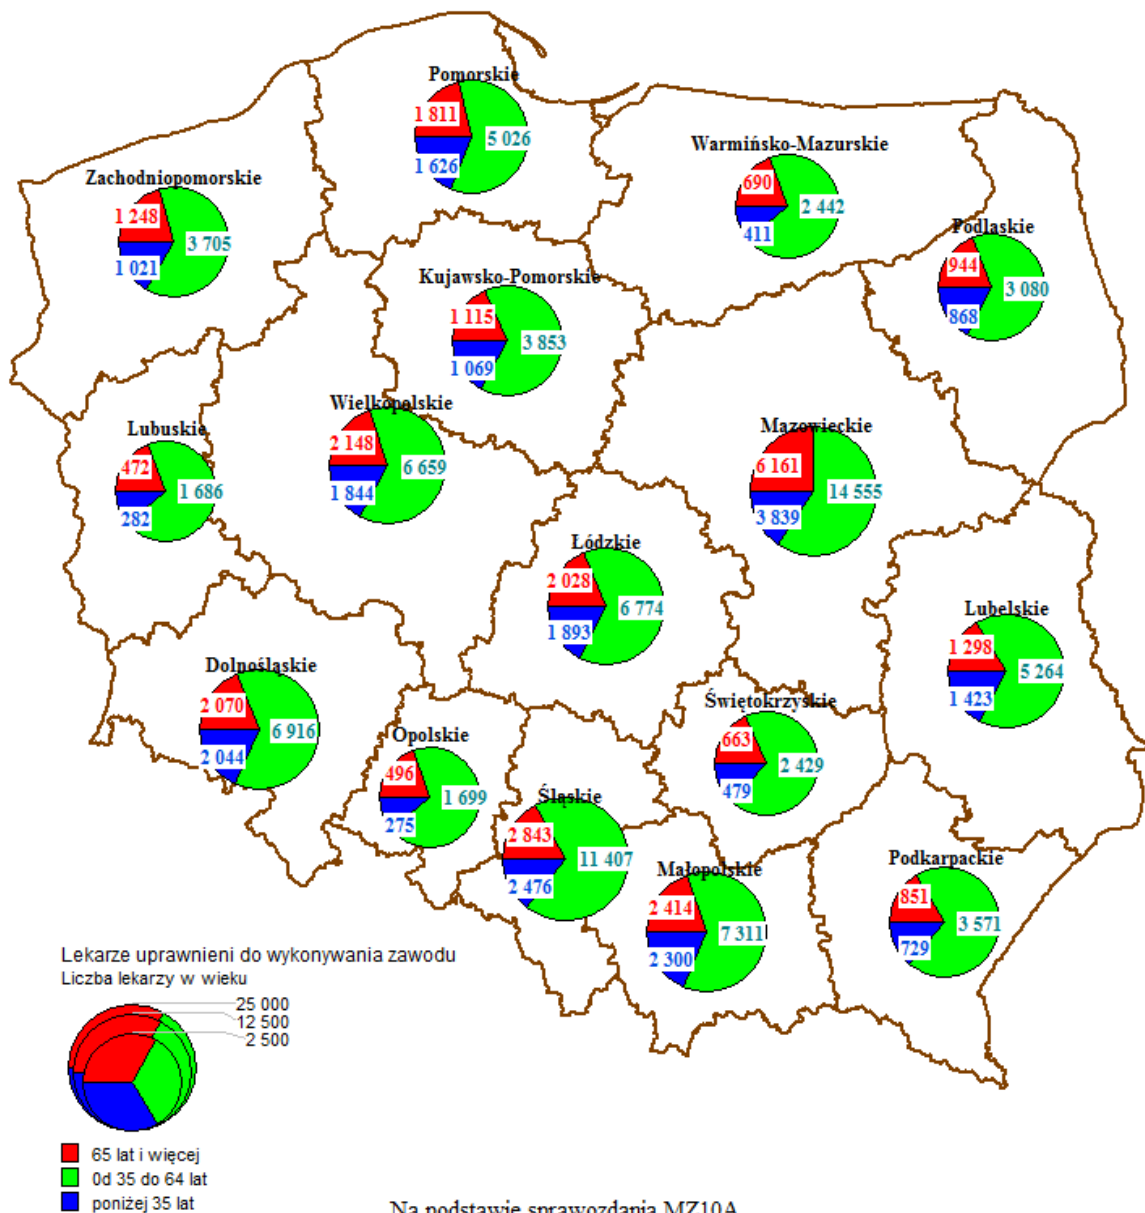 Pomorskie
1 811
5 026
1 626
Warmińsko-Mazurskie
690
2 442
411
Zachodniopomorskie
1 248
3 705
1 021
Podlaskie
944
3 080
868
Kujawsko-Pomorskie
1 115
3 853
1 069
Wielkopolskie
2 148
6 659
1 844
Lubuskie
472
1 686
282
Mazowieckie
6 161
14 555
3 839
Łódzkie
2 028
6 774
1 893
Lubelskie
1 298
5 264
1 423
Dolnośląskie
2 070
6 916
2 044
Świętokrzyskie
663
2 429
479
Opolskie
496
1 699
275
Śląskie
2 843
11 407
2 476
Małopolskie
2 414
7 311
2 300
Podkarpackie
851
3 571
729
Lekarze uprawnieni do wykonywania zawodu
Liczba lekarzy w wieku
25 000
12 500
2 500
65 lat i więcej
0d 35 do 64 lat
poniżej 35 lat
Na podstawie sprawozdania MZ10A